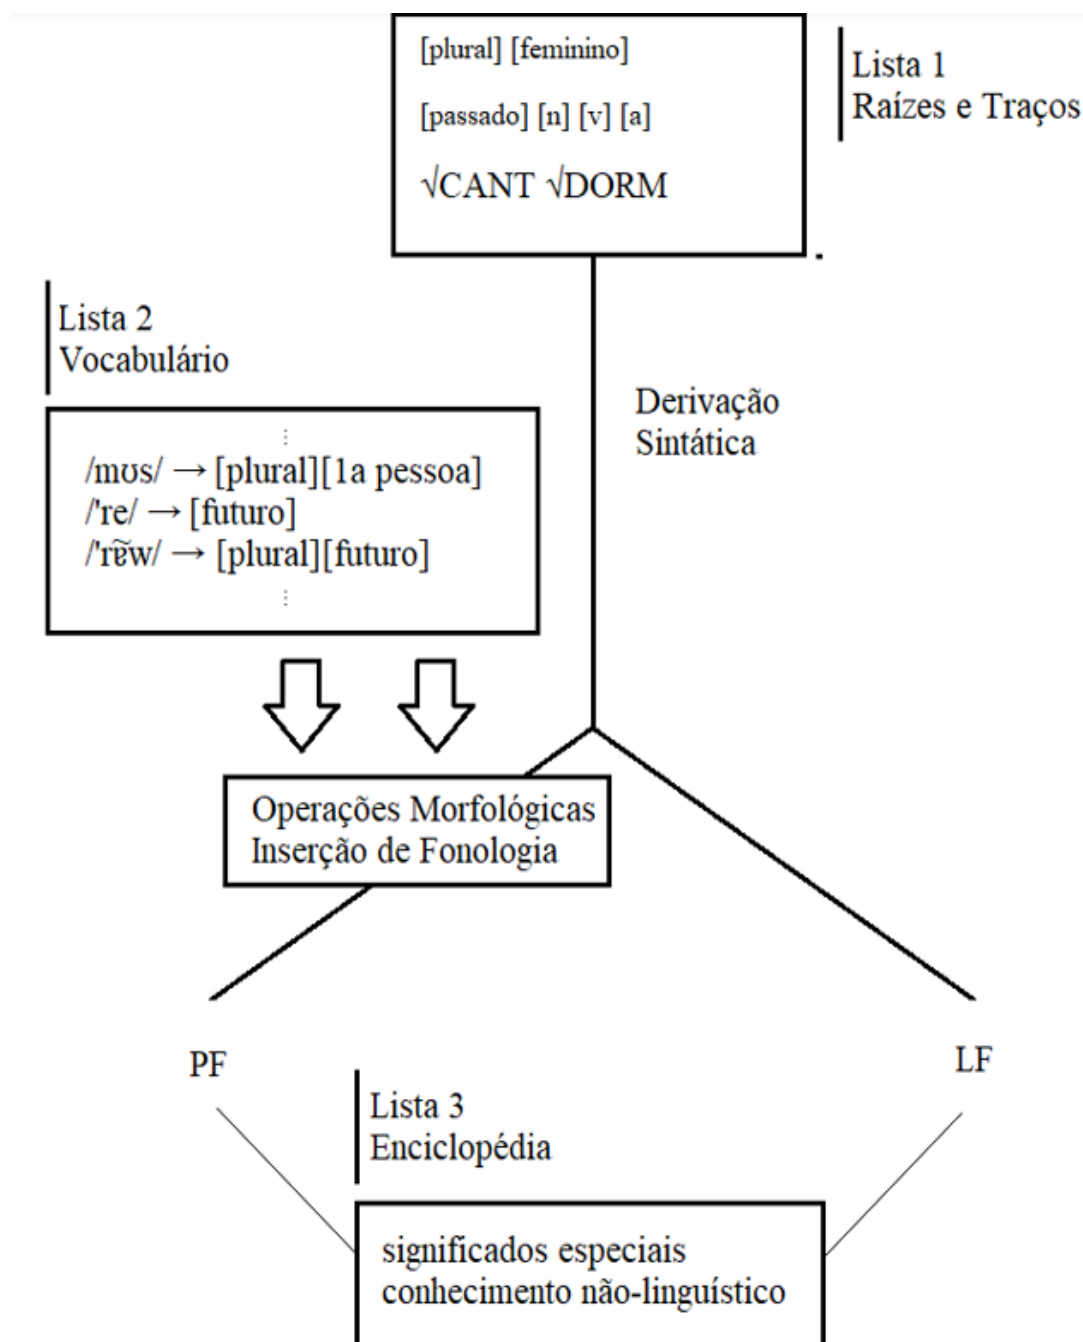 [plural] [feminino]
[passado] [n] [v] [a]
√CANT √DORM
Lista 1
Raízes e Traços
Lista 2
Vocabulário
/mʊs/ → [plural][1a pessoa]
/'re/ → [futuro]
/'rɐ̃w/ → [plural][futuro]
Derivação
Sintática
Operações Morfológicas
Inserção de Fonologia
PF
LF
Lista 3
Enciclopédia
significados especiais
conhecimento não-linguístico